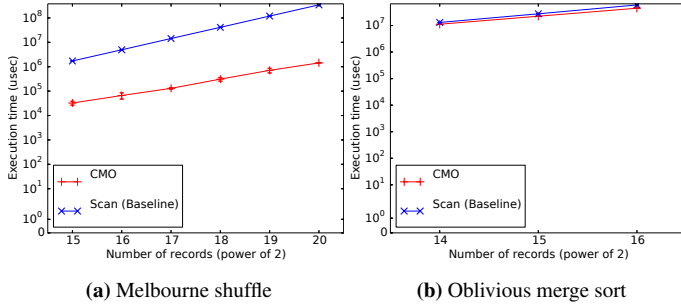 10^8
10^7
10^6
10^5
10^4
10^3
10^2
10^1
10^0
0
Execution time (usec)
CMO
Scan (Baseline)
15 16 17 18 19 20
Number of records (power of 2)
(a) Melbourne shuffle
10^7
10^6
10^5
10^4
10^3
10^2
10^1
10^0
0
Execution time (usec)
CMO
Scan (Baseline)
14 15 16
Number of records (power of 2)
(b) Oblivious merge sort